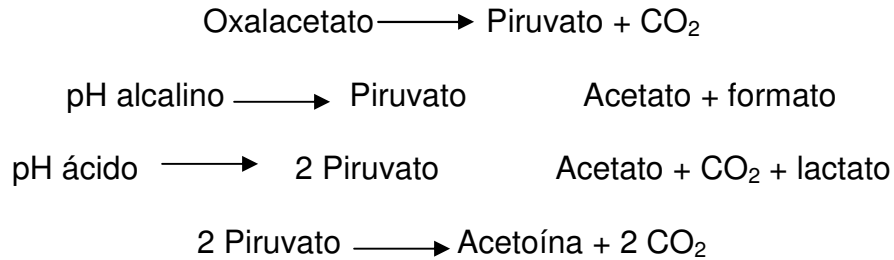 Oxalacetato → Piruvato + CO₂
pH alcalino → Piruvato Acetato + formato
pH ácido → 2 Piruvato Acetato + CO₂ + lactato
2 Piruvato → Acetoína + 2 CO₂